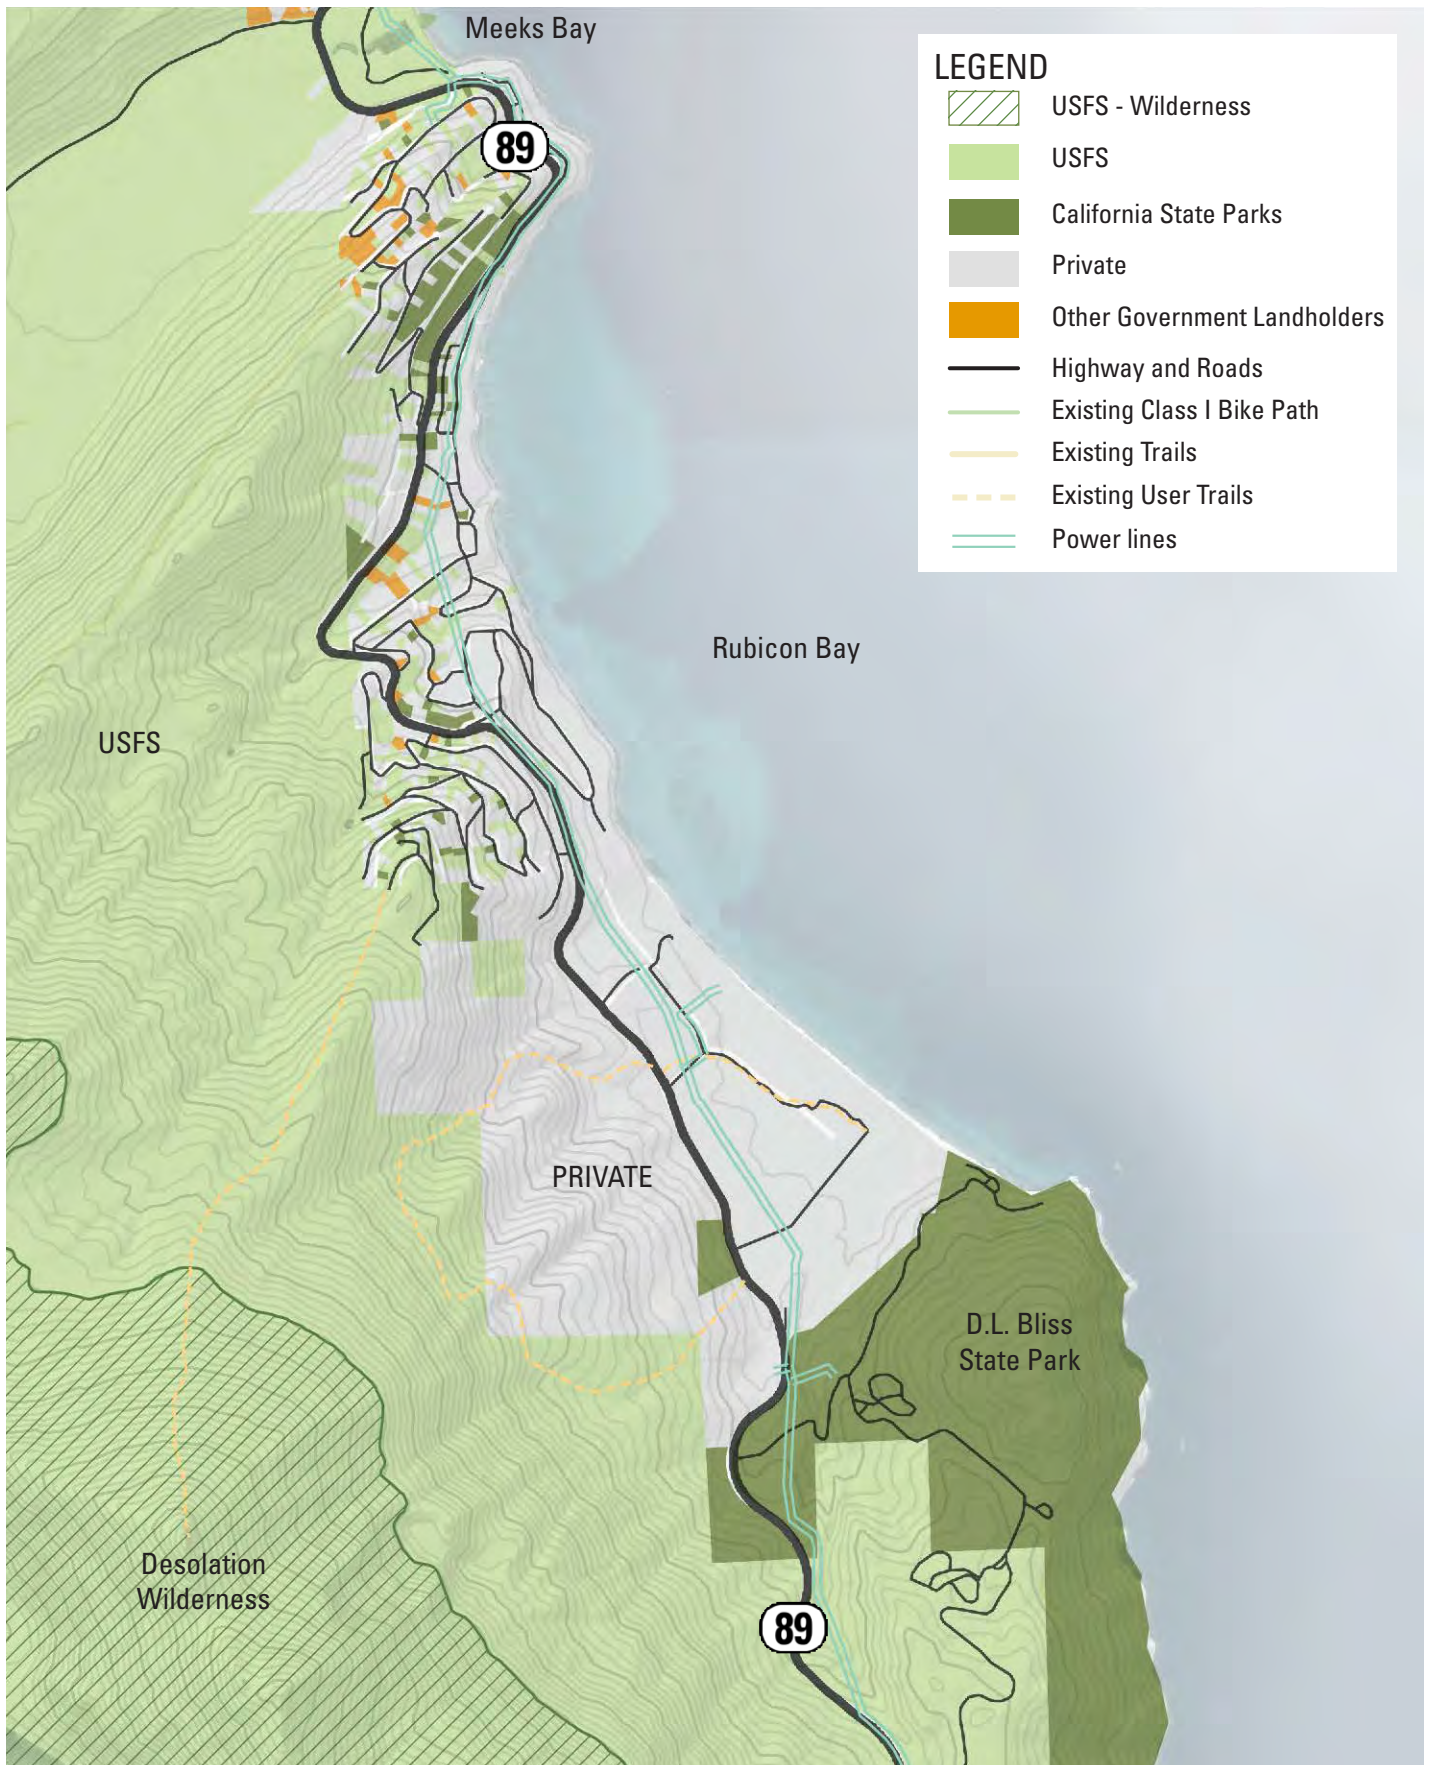 Meeks Bay
LEGEND
USFS - Wilderness
USFS
California State Parks
Private
Other Government Landholders
Highway and Roads
Existing Class I Bike Path
Existing Trails
Existing User Trails
Power lines
89
Rubicon Bay
USFS
PRIVATE
D.L. Bliss
State Park
Desolation
Wilderness
89